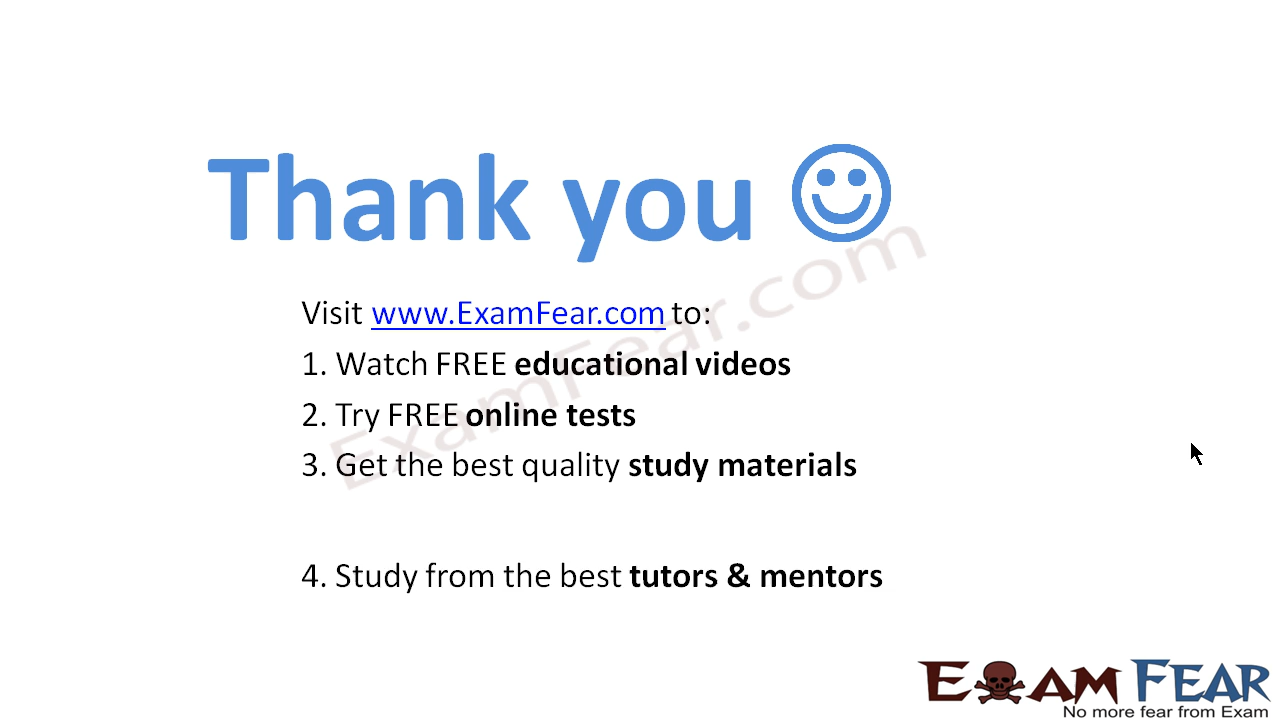 Thank you
Visit www.ExamFear.com to:
1. Watch FREE educational videos
2. Try FREE online tests
3. Get the best quality study materials
4. Study from the best tutors & mentors
ExamFear.com
EXAM FEAR
No more fear from Exam